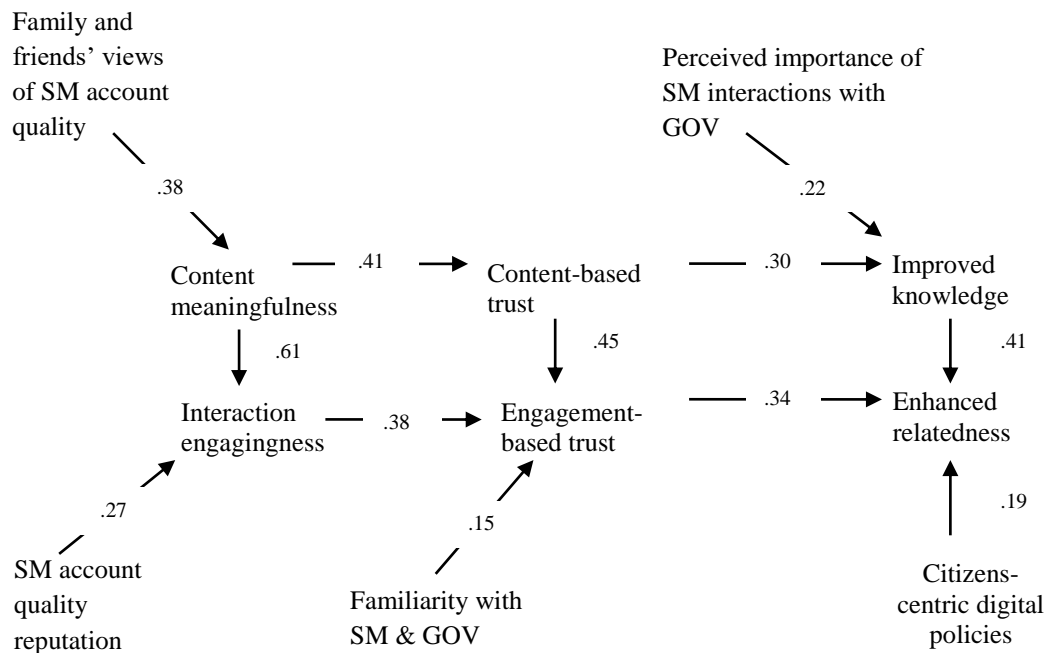 Family and
friends’ views
of SM account
quality
Perceived importance of
SM interactions with
GOV
.38
.22
Content
meaningfulness
.41
Content-based
trust
.30
Improved
knowledge
.61
.45
.41
Interaction
engagingness
.38
Engagement-
based trust
.34
Enhanced
relatedness
.27
.15
.19
SM account
quality
reputation
Familiarity with
SM & GOV
Citizens-
centric digital
policies